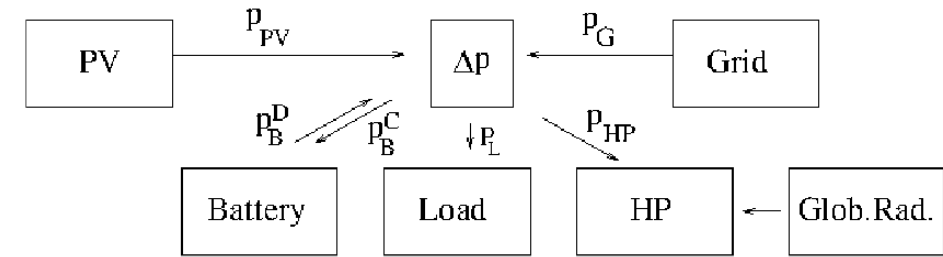 p_PV
p_G
PV
Δp
Grid
p_B^D
p_B^C
p_L
p_HP
Battery
Load
HP
Glob.Rad.